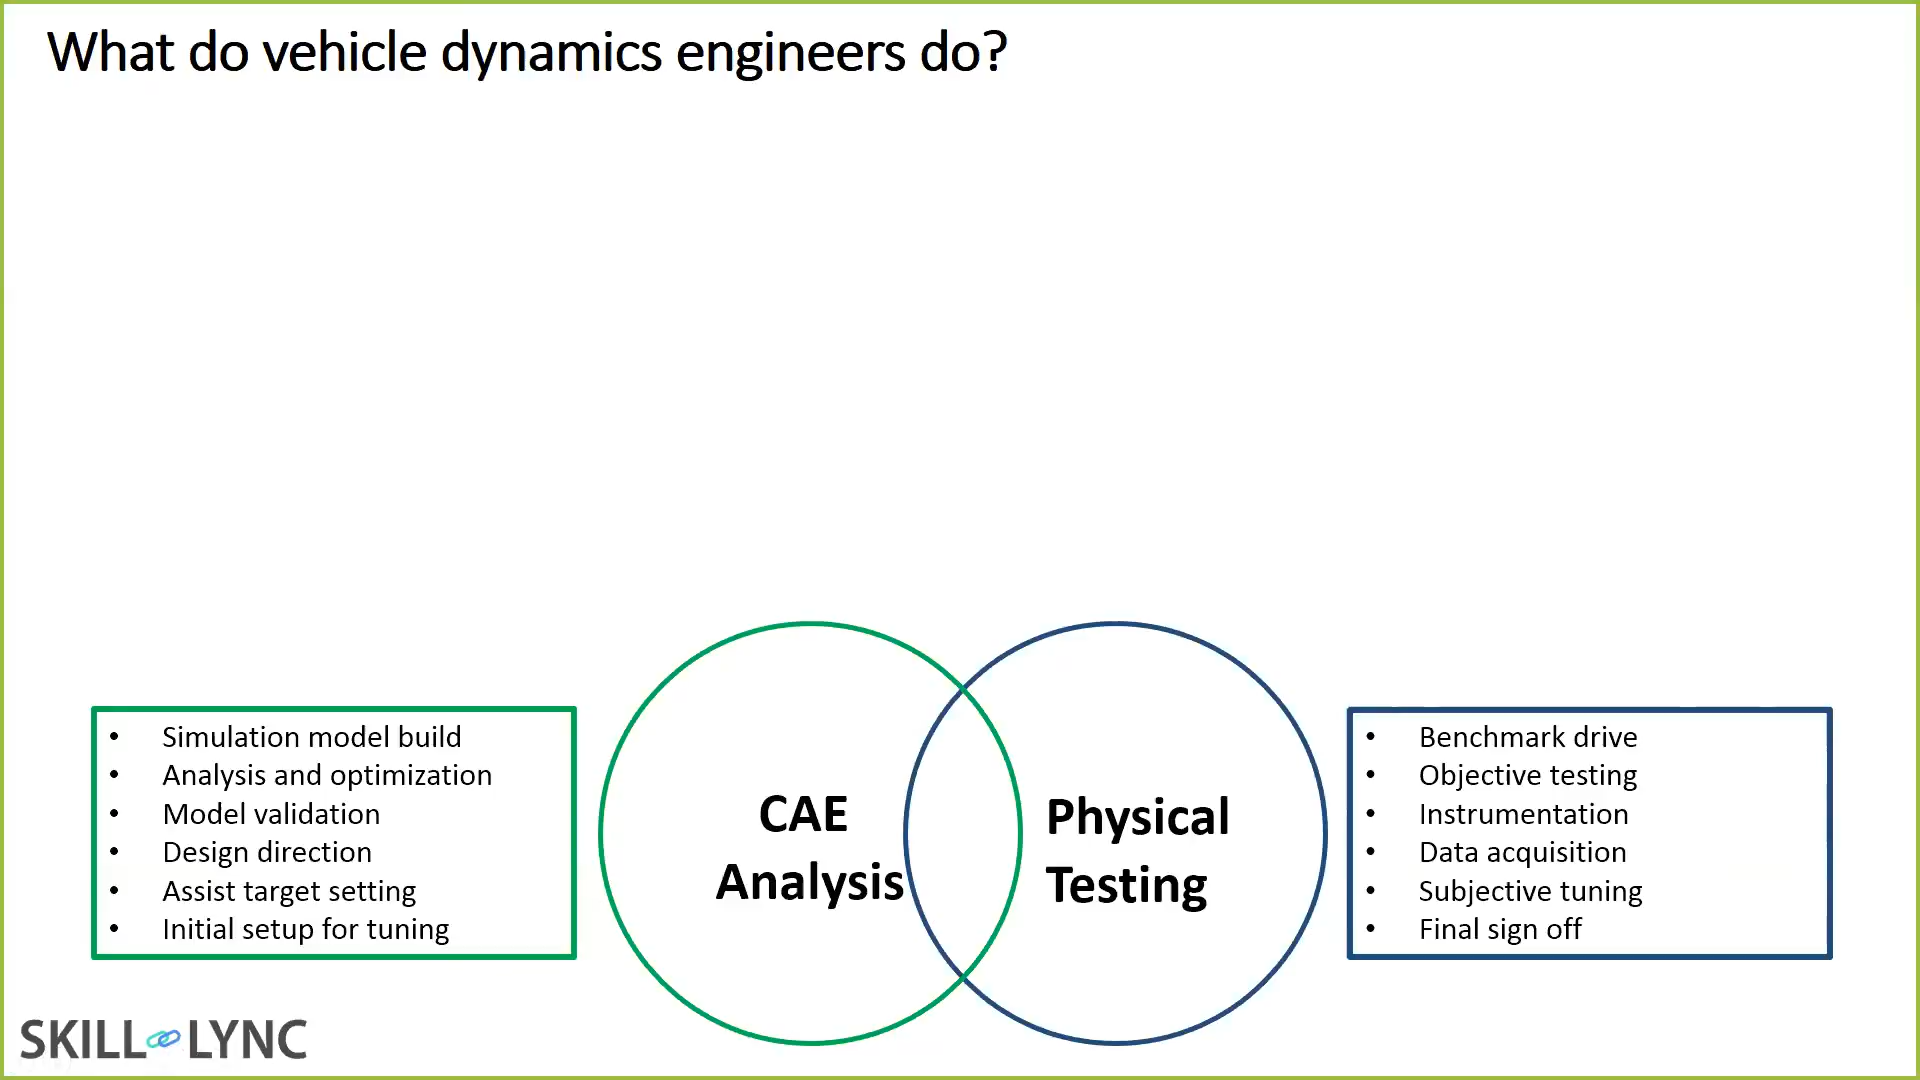 What do vehicle dynamics engineers do?
• Simulation model build
• Analysis and optimization
• Model validation
• Design direction
• Assist target setting
• Initial setup for tuning
CAE
Analysis
Physical
Testing
• Benchmark drive
• Objective testing
• Instrumentation
• Data acquisition
• Subjective tuning
• Final sign off
SKILL LYNC